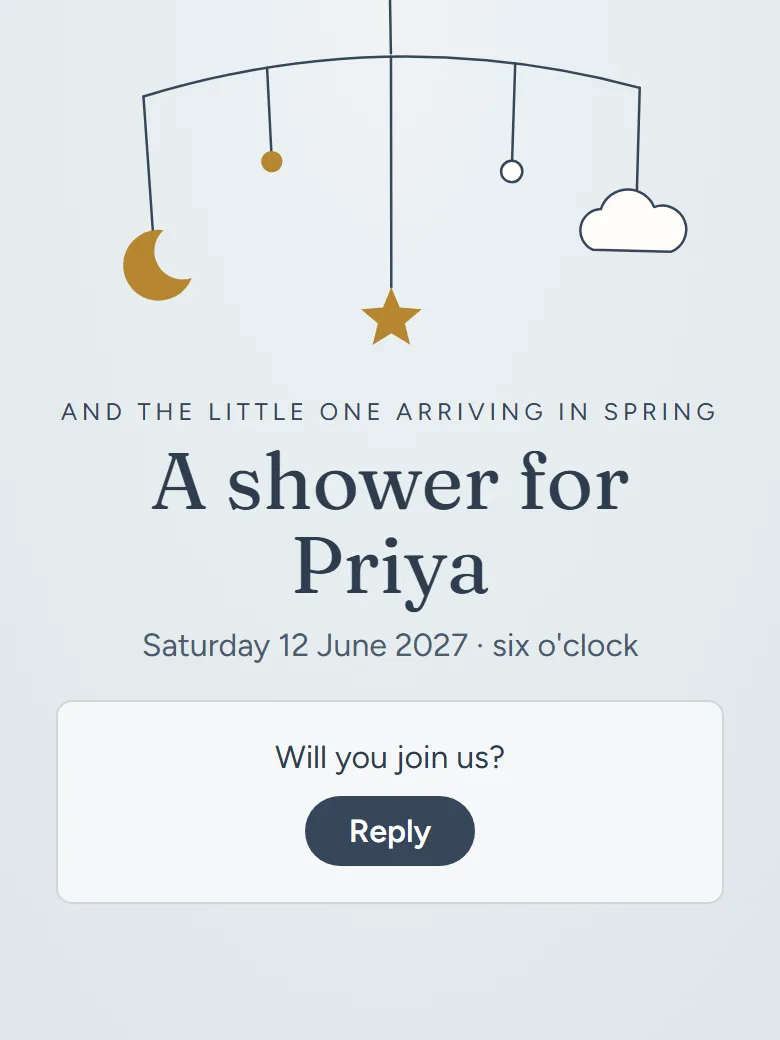 AND THE LITTLE ONE ARRIVING IN SPRING
A shower for
Priya
Saturday 12 June 2027 · six o'clock
Will you join us?
Reply